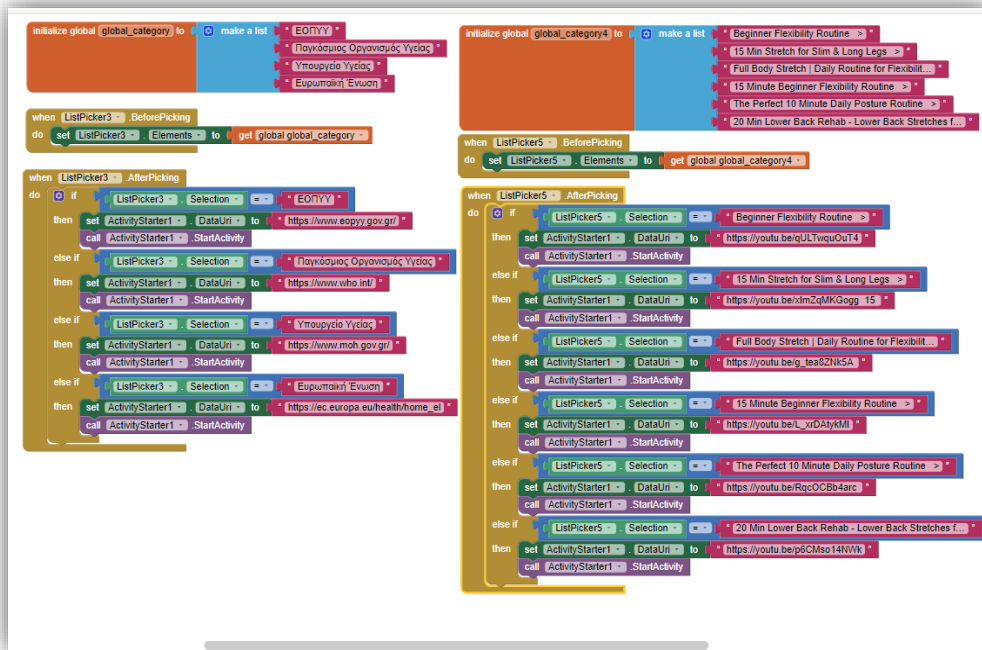 initialize global global_category to make a list " ΕΟΠΥΥ "
" Παγκόσμιος Οργανισμός Υγείας "
" Υπουργείο Υγείας "
" Ευρωπαϊκή Ένωση "
when ListPicker3 .BeforePicking
do set ListPicker3 . Elements to get global global_category
when ListPicker3 .AfterPicking
do if ListPicker3 . Selection = " ΕΟΠΥΥ "
then set ActivityStarter1 . DataUri to " https://www.eopyy.gov.gr/ "
call ActivityStarter1 .StartActivity
else if ListPicker3 . Selection = " Παγκόσμιος Οργανισμός Υγείας "
then set ActivityStarter1 . DataUri to " https://www.who.int/ "
call ActivityStarter1 .StartActivity
else if ListPicker3 . Selection = " Υπουργείο Υγείας "
then set ActivityStarter1 . DataUri to " https://www.moh.gov.gr/ "
call ActivityStarter1 .StartActivity
else if ListPicker3 . Selection = " Ευρωπαϊκή Ένωση "
then set ActivityStarter1 . DataUri to " https://ec.europa.eu/health/home_el "
call ActivityStarter1 .StartActivity
initialize global global_category4 to make a list " Beginner Flexibility Routine > "
" 15 Min Stretch for Slim & Long Legs > "
" Full Body Stretch | Daily Routine for Flexibilit... "
" 15 Minute Beginner Flexibility Routine > "
" The Perfect 10 Minute Daily Posture Routine > "
" 20 Min Lower Back Rehab - Lower Back Stretches f... "
when ListPicker5 .BeforePicking
do set ListPicker5 . Elements to get global global_category4
when ListPicker5 .AfterPicking
do if ListPicker5 . Selection = " Beginner Flexibility Routine > "
then set ActivityStarter1 . DataUri to " https://youtu.be/qULTwquOuT4 "
call ActivityStarter1 .StartActivity
else if ListPicker5 . Selection = " 15 Min Stretch for Slim & Long Legs > "
then set ActivityStarter1 . DataUri to " https://youtu.be/xImZqMKGogg 15 "
call ActivityStarter1 .StartActivity
else if ListPicker5 . Selection = " Full Body Stretch | Daily Routine for Flexibilit... "
then set ActivityStarter1 . DataUri to " https://youtu.be/g_tea8ZNk5A "
call ActivityStarter1 .StartActivity
else if ListPicker5 . Selection = " 15 Minute Beginner Flexibility Routine > "
then set ActivityStarter1 . DataUri to " https://youtu.be/L_xrDAtykMI "
call ActivityStarter1 .StartActivity
else if ListPicker5 . Selection = " The Perfect 10 Minute Daily Posture Routine > "
then set ActivityStarter1 . DataUri to " https://youtu.be/RqcOCBb4arc "
call ActivityStarter1 .StartActivity
else if ListPicker5 . Selection = " 20 Min Lower Back Rehab - Lower Back Stretches f... "
then set ActivityStarter1 . DataUri to " https://youtu.be/p6CMso14NWk "
call ActivityStarter1 .StartActivity